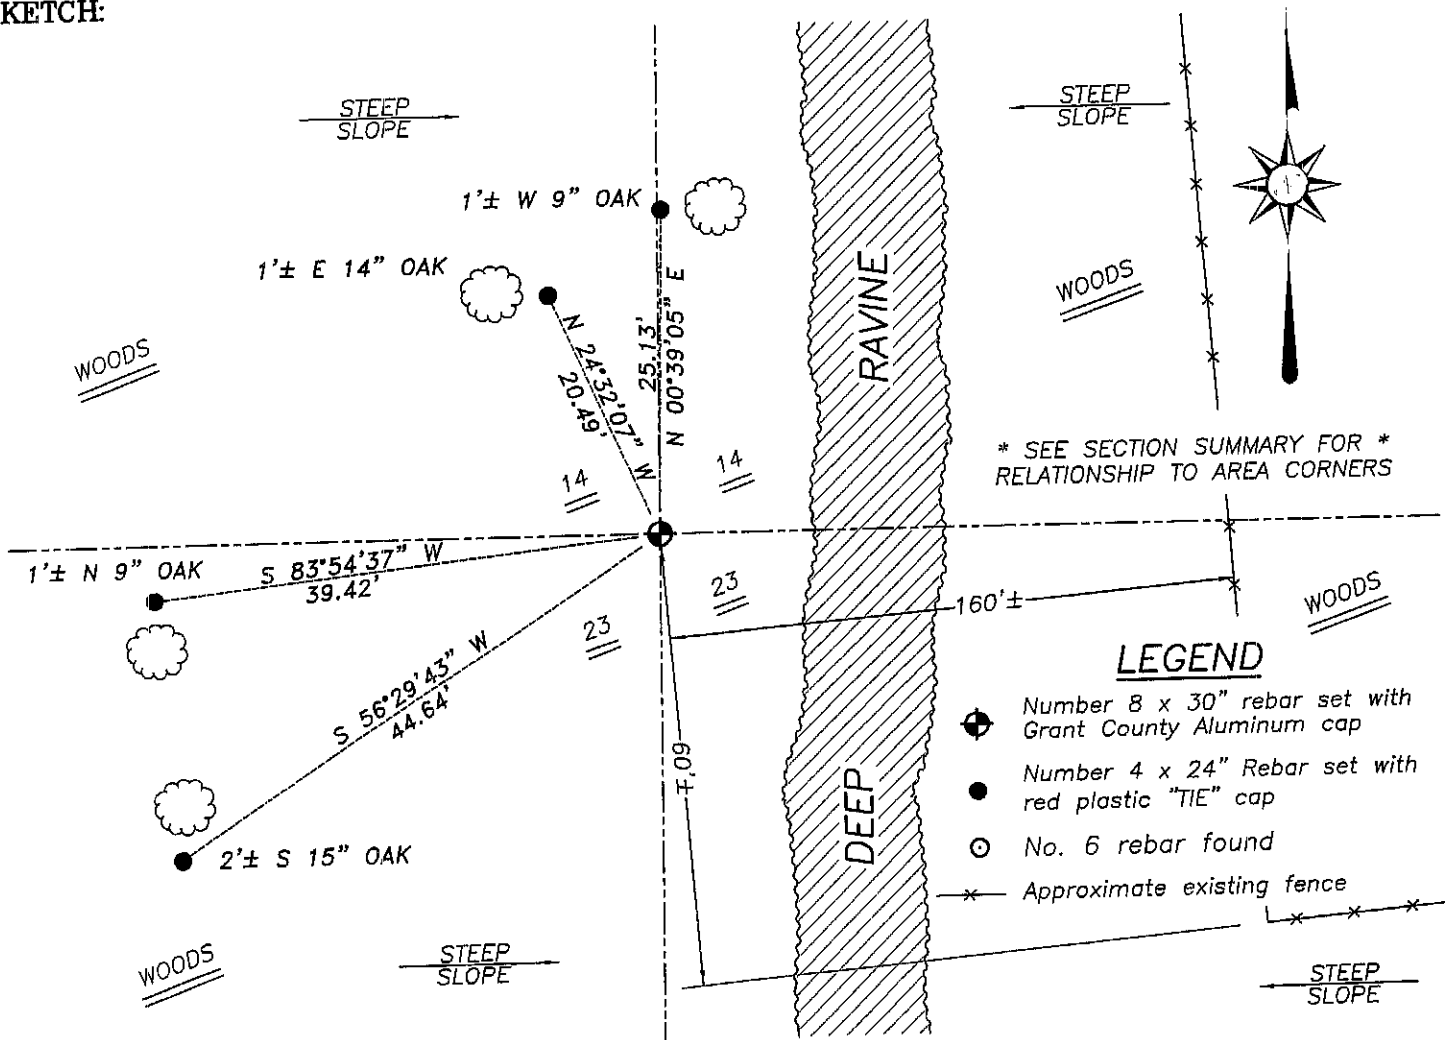 KETCH:
STEEP
SLOPE
STEEP
SLOPE
1'± W 9" OAK
1'± E 14" OAK
WOODS
N 24°32'07" W
20.49'
25.13'
N 00°39'05" E
RAVINE
WOODS
14
14
* SEE SECTION SUMMARY FOR *
RELATIONSHIP TO AREA CORNERS
1'± N 9" OAK
S 83°54'37" W
39.42'
23
23
160'±
WOODS
S 56°29'43" W
44.64'
60'±
DEEP
LEGEND
Number 8 x 30" rebar set with
Grant County Aluminum cap
Number 4 x 24" Rebar set with
red plastic "TIE" cap
No. 6 rebar found
Approximate existing fence
2'± S 15" OAK
WOODS
STEEP
SLOPE
STEEP
SLOPE